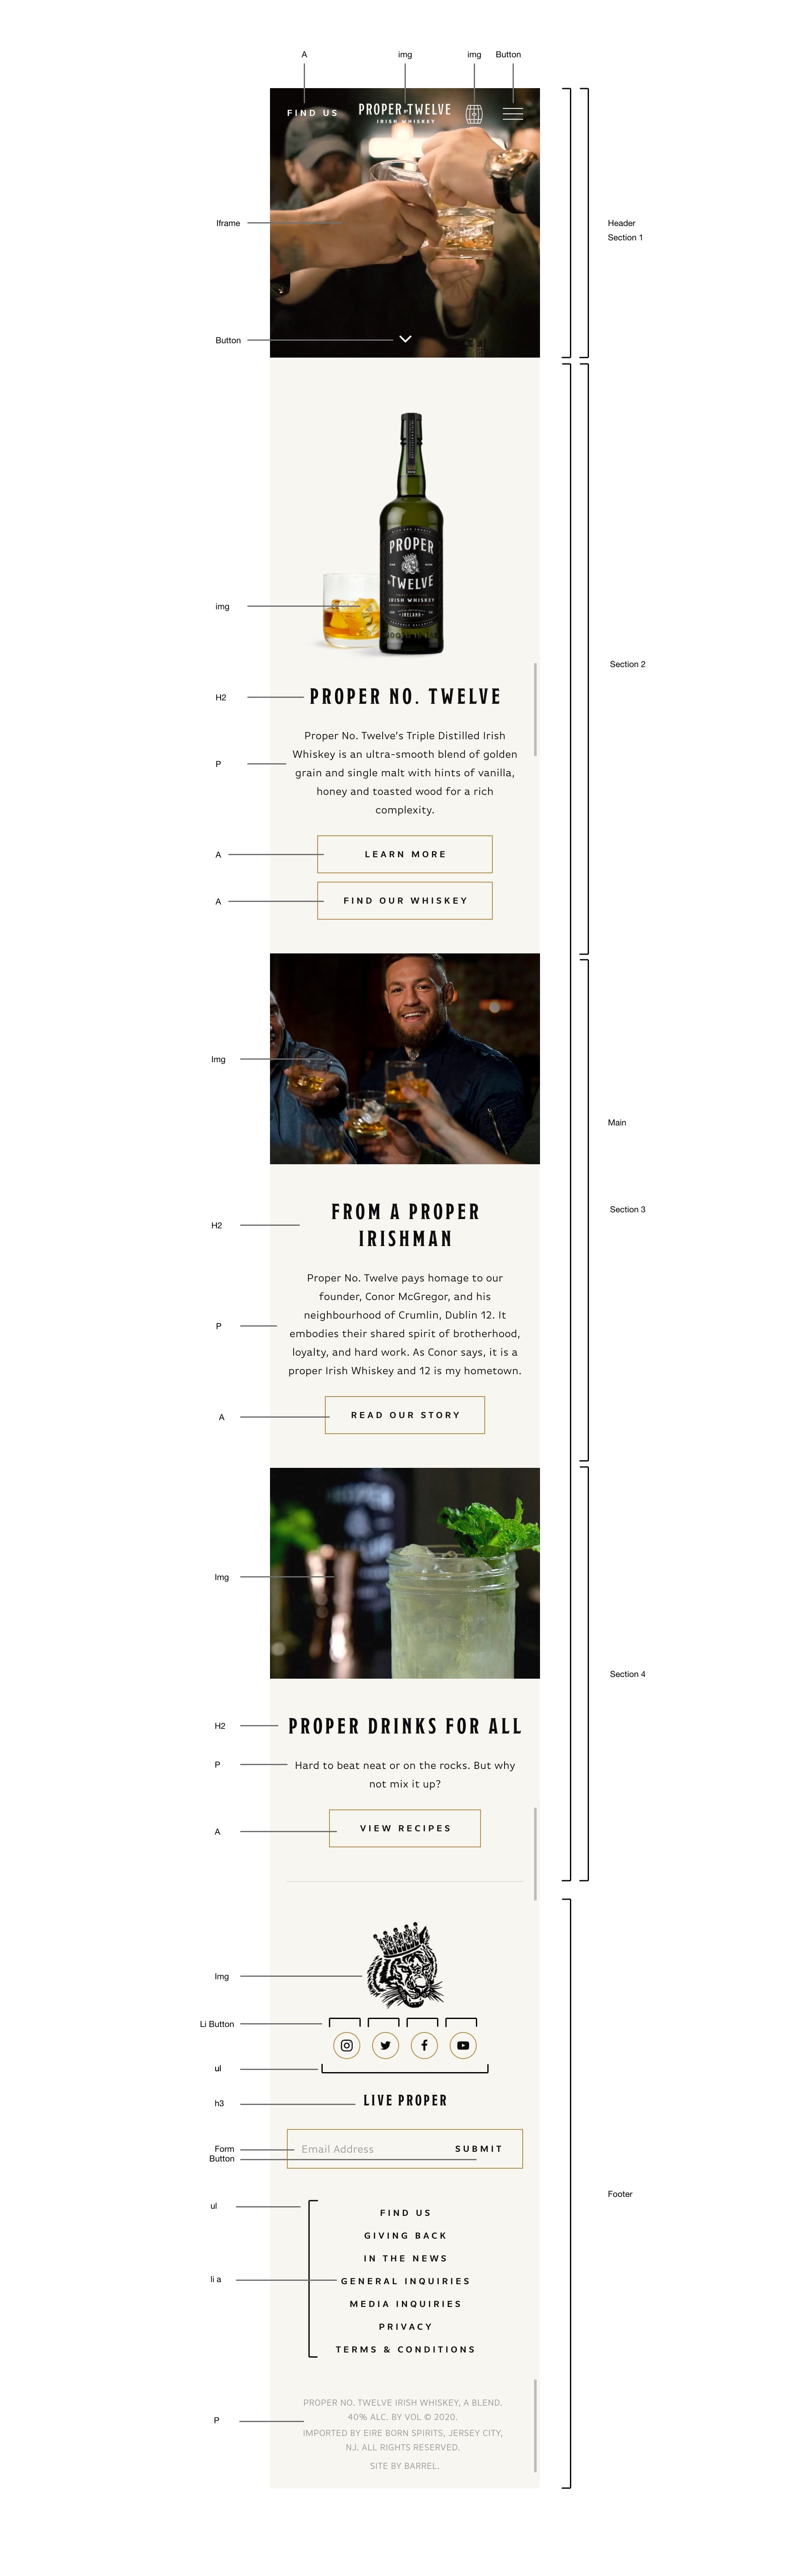 A
img
img
Button
FIND US
PROPER TWELVE
IRISH WHISKEY
Iframe
Header
Section 1
Button
PROPER
TWELVE
IRISH WHISKEY
IRELAND
img
Section 2
H2
PROPER NO. TWELVE
Proper No. Twelve's Triple Distilled Irish
P
Whiskey is an ultra-smooth blend of golden
grain and single malt with hints of vanilla,
honey and toasted wood for a rich
complexity.
A
LEARN MORE
A
FIND OUR WHISKEY
Img
Main
H2
FROM A PROPER
IRISHMAN
Section 3
Proper No. Twelve pays homage to our
founder, Conor McGregor, and his
neighbourhood of Crumlin, Dublin 12. It
P
embodies their shared spirit of brotherhood,
loyalty, and hard work. As Conor says, it is a
proper Irish Whiskey and 12 is my hometown.
A
READ OUR STORY
Img
Section 4
H2
PROPER DRINKS FOR ALL
P
Hard to beat neat or on the rocks. But why
not mix it up?
A
VIEW RECIPES
Img
Li Button
ul
h3
LIVE PROPER
Form
Email Address
SUBMIT
Button
Footer
ul
FIND US
GIVING BACK
IN THE NEWS
li a
GENERAL INQUIRIES
MEDIA INQUIRIES
PRIVACY
TERMS & CONDITIONS
P
PROPER NO. TWELVE IRISH WHISKEY, A BLEND.
40% ALC. BY VOL © 2020.
IMPORTED BY EIRE BORN SPIRITS, JERSEY CITY,
NJ. ALL RIGHTS RESERVED.
SITE BY BARREL.